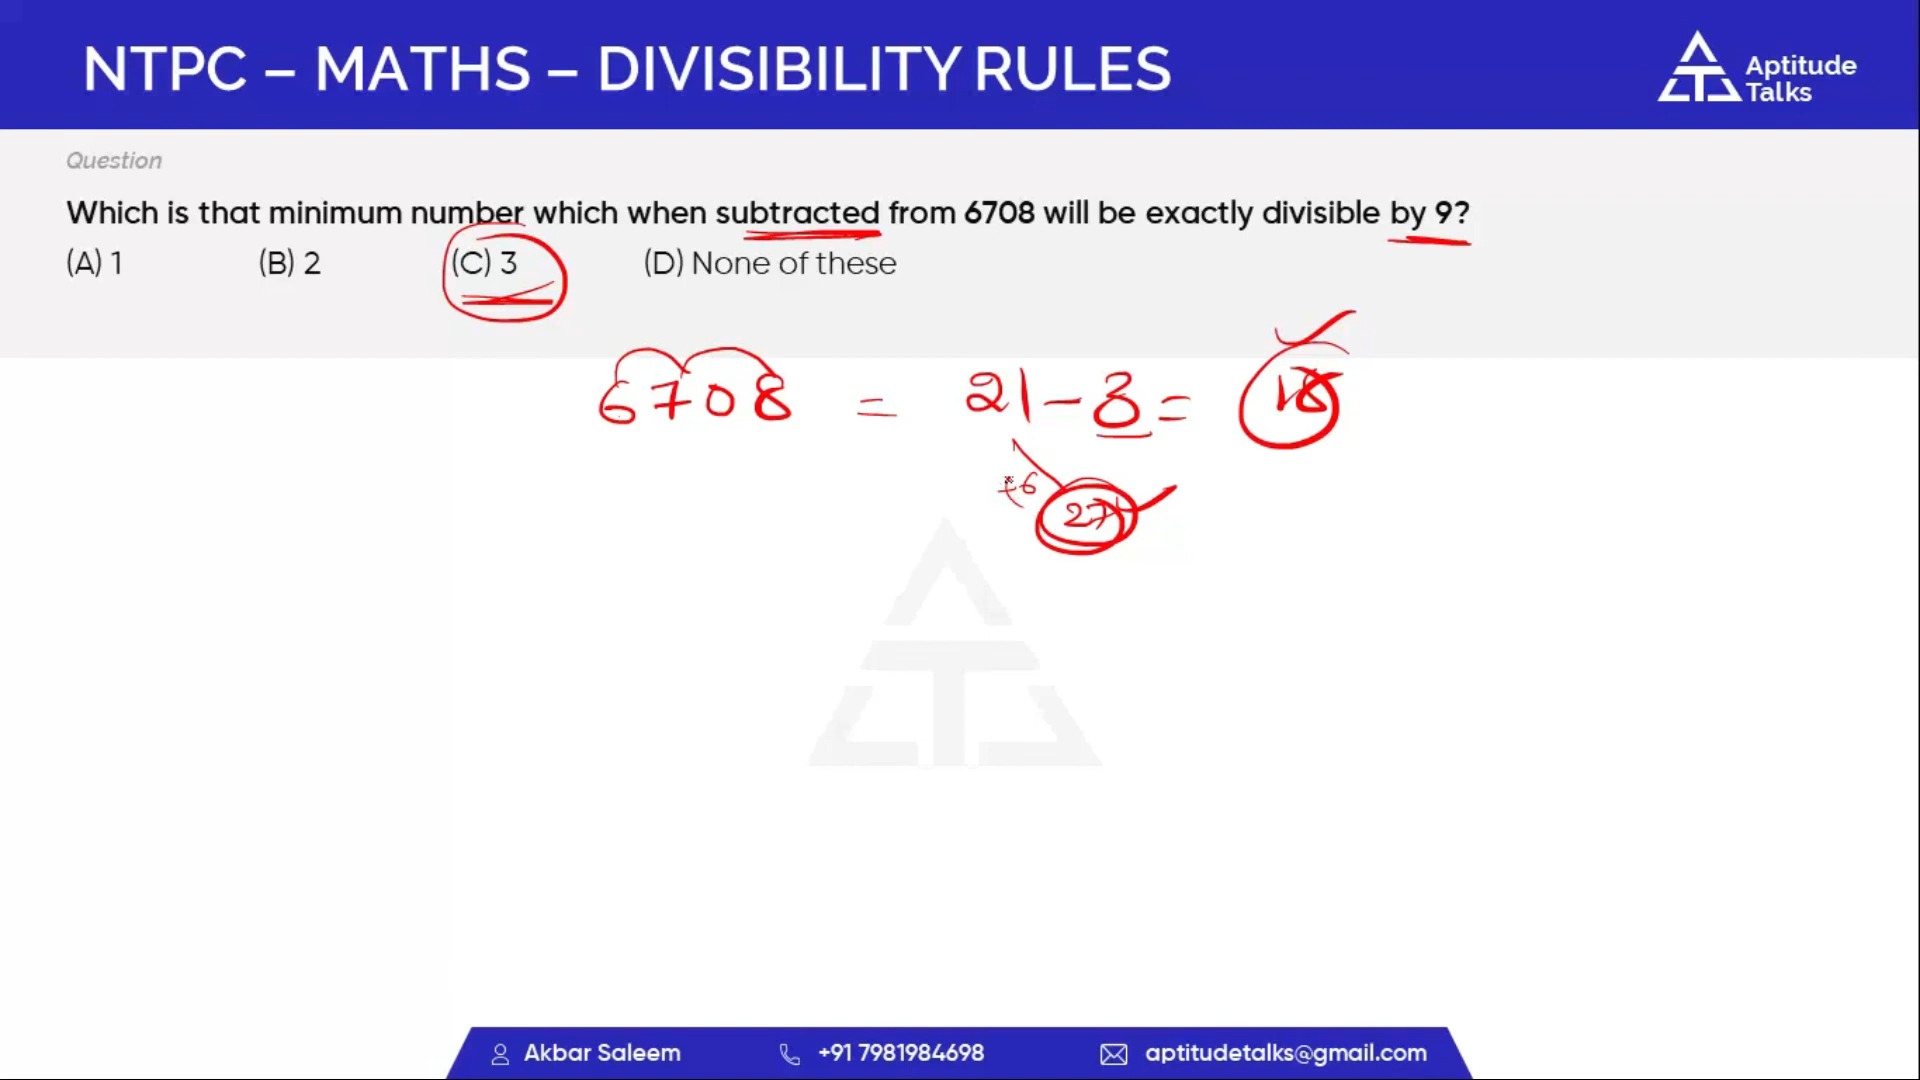 NTPC – MATHS – DIVISIBILITY RULES
Aptitude
Talks
Question
Which is that minimum number which when subtracted from 6708 will be exactly divisible by 9?
(A) 1 (B) 2 (C) 3 (D) None of these
6708 = 21 - 3 = 18
+6
27
Akbar Saleem +91 7981984698 aptitudetalks@gmail.com